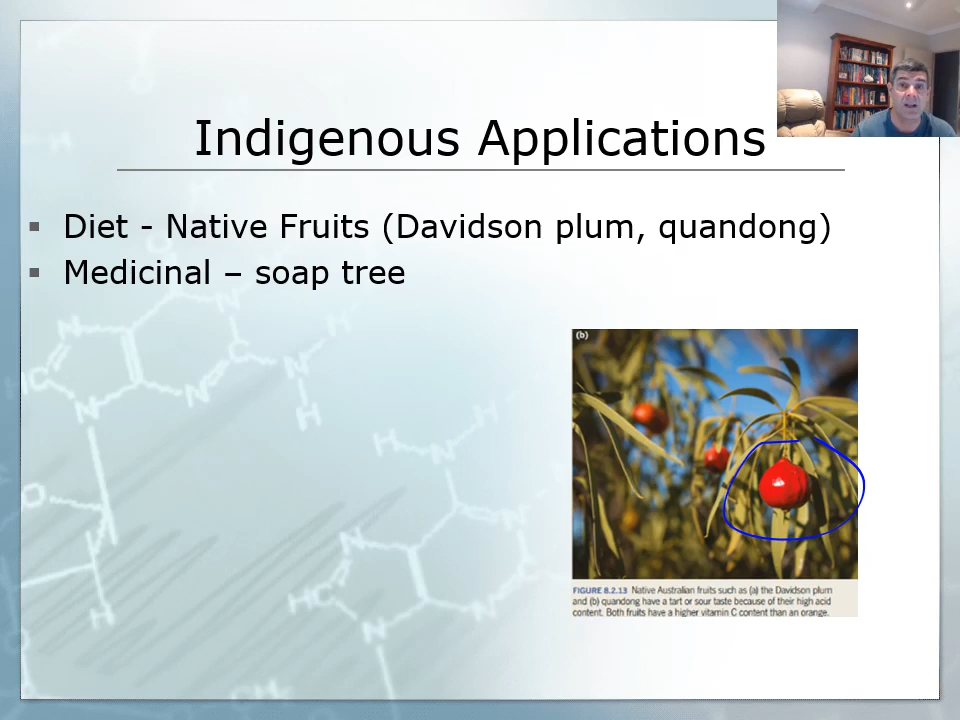 Indigenous Applications
▪ Diet - Native Fruits (Davidson plum, quandong)
▪ Medicinal – soap tree
(b)
FIGURE 8.2.13 Native Australian fruits such as (a) the Davidson plum
and (b) quandong have a tart or sour taste because of their high acid
content. Both fruits have a higher vitamin C content than an orange.